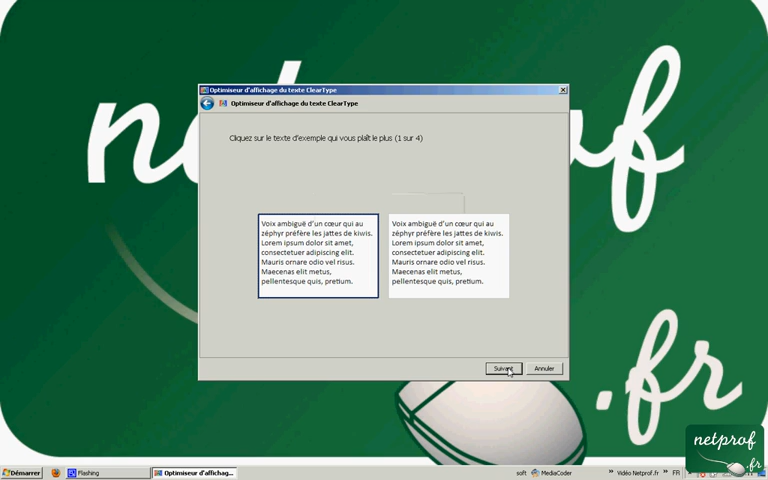 Optimiseur d'affichage du texte ClearType
Optimiseur d'affichage du texte ClearType
Cliquez sur le texte d'exemple qui vous plaît le plus (1 sur 4)
Voix ambiguë d'un cœur qui au
zéphyr préfère les jattes de kiwis.
Lorem ipsum dolor sit amet,
consectetuer adipiscing elit.
Mauris ornare odio vel risus.
Maecenas elit metus,
pellentesque quis, pretium.
Voix ambiguë d'un cœur qui au
zéphyr préfère les jattes de kiwis.
Lorem ipsum dolor sit amet,
consectetuer adipiscing elit.
Mauris ornare odio vel risus.
Maecenas elit metus,
pellentesque quis, pretium.
Suivant
Annuler
.fr
netprof
.fr
Démarrer
Flashing
Optimiseur d'affichag...
soft
MediaCoder
Vidéo Netprof.fr
FR